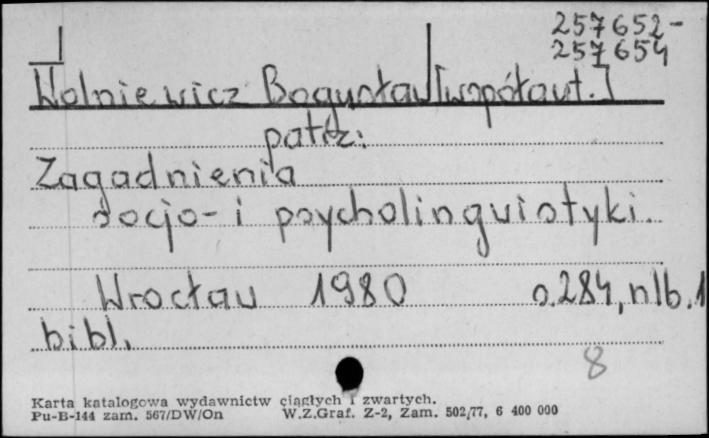 257652-
257654
Wolniewicz Bogusław [współaut.]
patrz:
Zagadnienia
socjo- i psycholingwistyki.
Wrocław 1980 s.284, nlb.1
bibl.
8
Karta katalogowa wydawnictw ciągłych i zwartych.
Pu-B-144 zam. 567/DW/On W.Z.Graf. Z-2, Zam. 502/77, 6 400 000